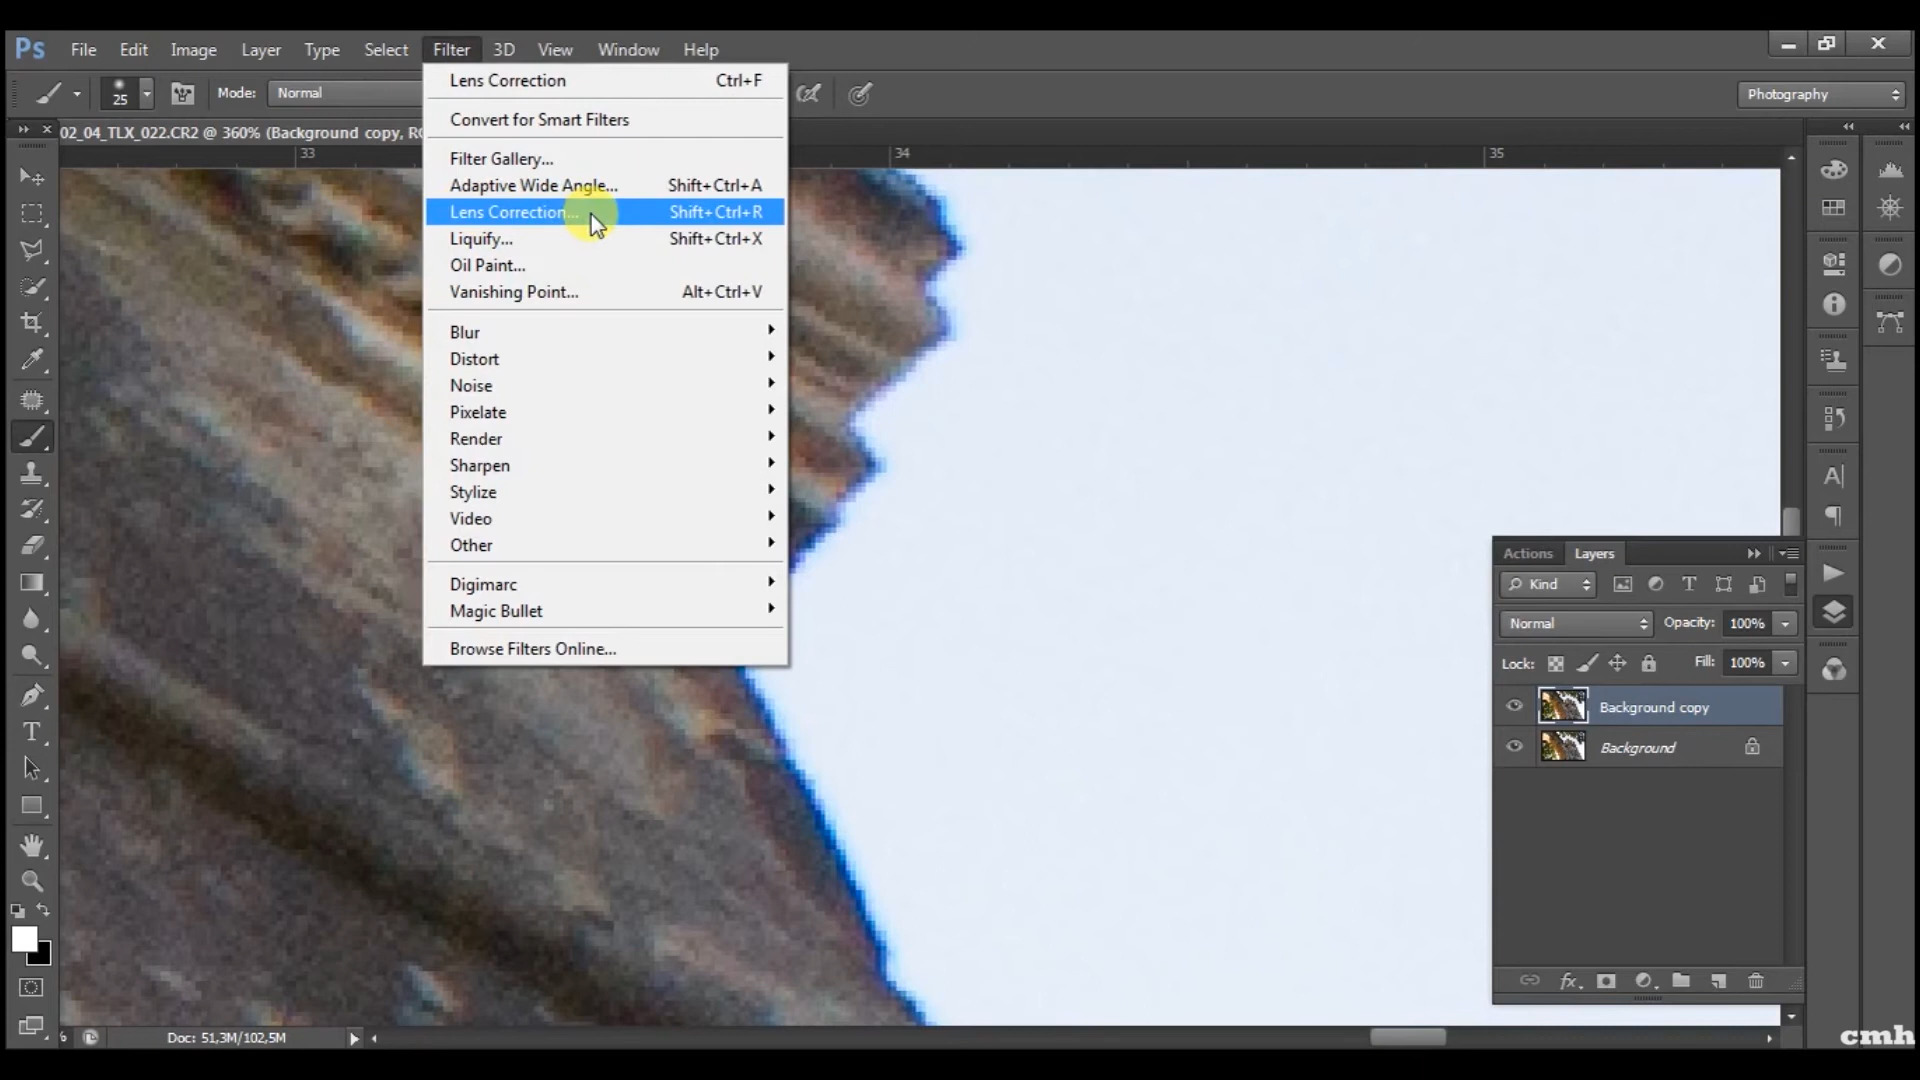 Ps File Edit Image Layer Type Select Filter 3D View Window Help
25 Mode: Normal Photography
02_04_TLX_022.CR2 @ 360% (Background copy, R
33 34 35
Lens Correction Ctrl+F
Convert for Smart Filters
Filter Gallery...
Adaptive Wide Angle... Shift+Ctrl+A
Lens Correction... Shift+Ctrl+R
Liquify... Shift+Ctrl+X
Oil Paint...
Vanishing Point... Alt+Ctrl+V
Blur
Distort
Noise
Pixelate
Render
Sharpen
Stylize
Video
Other
Digimarc
Magic Bullet
Browse Filters Online...
Actions Layers
Kind
Normal Opacity: 100%
Lock: Fill: 100%
Background copy
Background
% Doc: 51,3M/102,5M
cmh